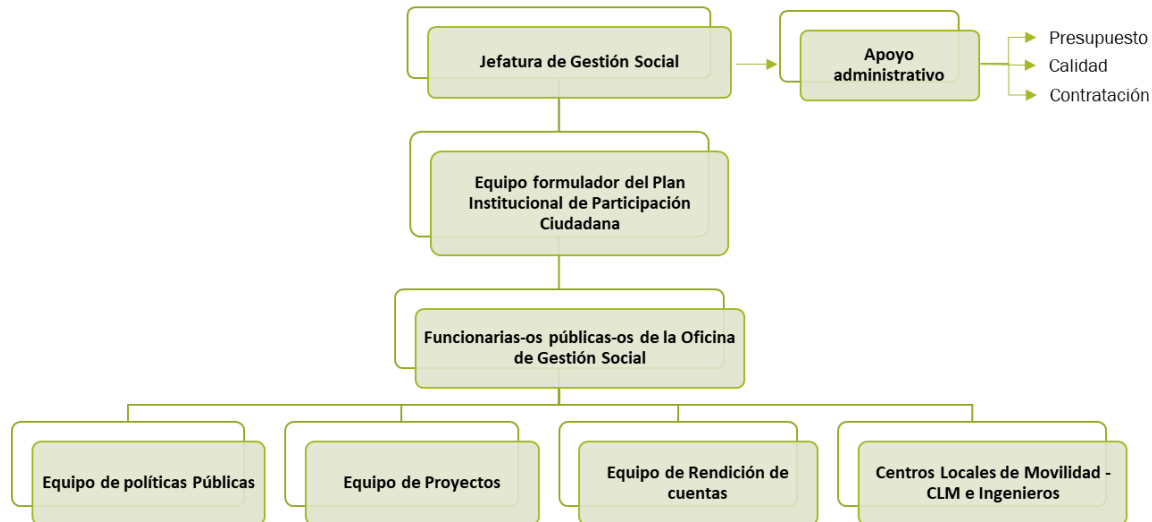 Jefatura de Gestión Social
Apoyo
administrativo
Presupuesto
Calidad
Contratación
Equipo formulador del Plan
Institucional de Participación
Ciudadana
Funcionarias-os públicas-os de la Oficina
de Gestión Social
Equipo de políticas Públicas
Equipo de Proyectos
Equipo de Rendición de
cuentas
Centros Locales de Movilidad -
CLM e Ingenieros